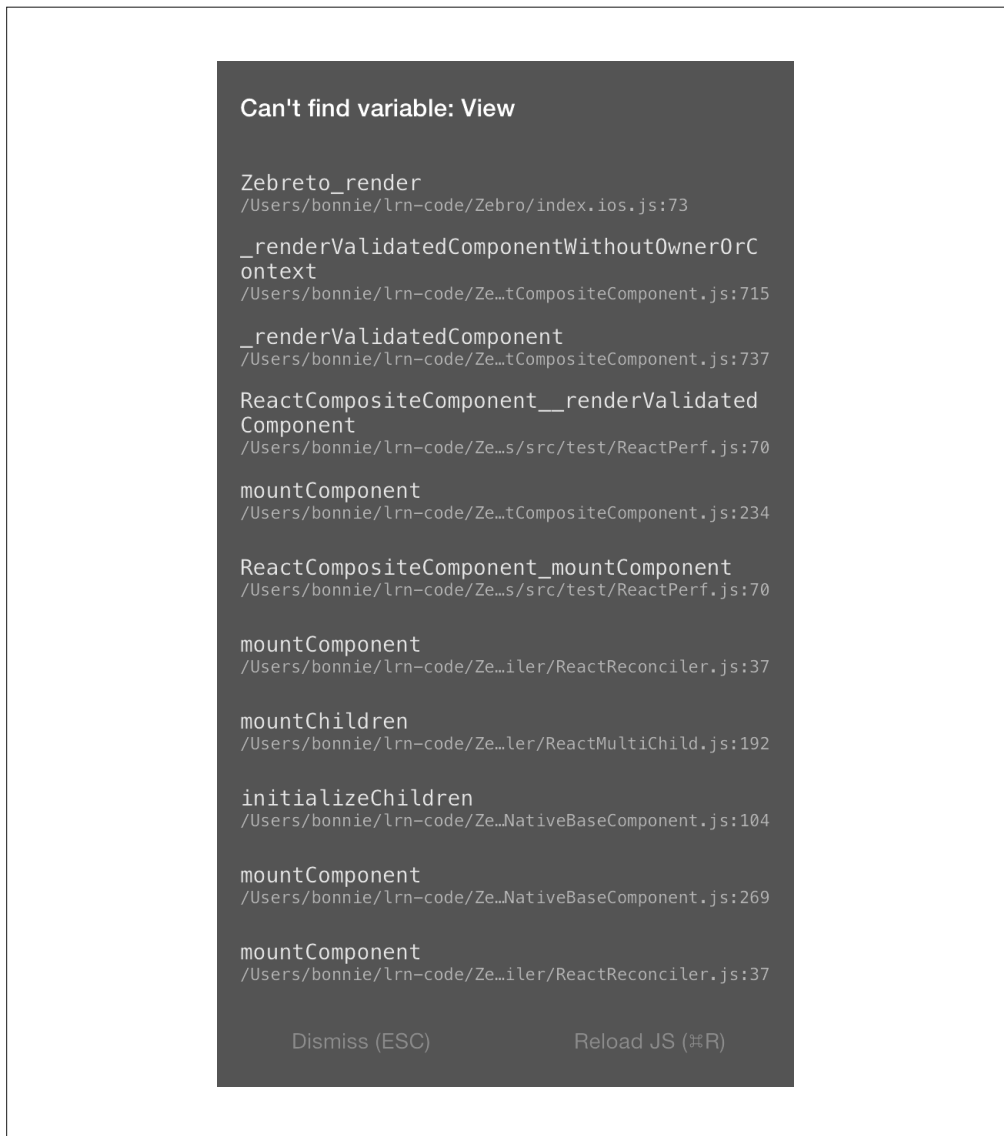 Can't find variable: View
Zebreto_render
/Users/bonnie/lrn-code/Zebro/index.ios.js:73
_renderValidatedComponentWithoutOwnerOrC
ontext
/Users/bonnie/lrn-code/Ze…tCompositeComponent.js:715
_renderValidatedComponent
/Users/bonnie/lrn-code/Ze…tCompositeComponent.js:737
ReactCompositeComponent__renderValidated
Component
/Users/bonnie/lrn-code/Ze…s/src/test/ReactPerf.js:70
mountComponent
/Users/bonnie/lrn-code/Ze…tCompositeComponent.js:234
ReactCompositeComponent_mountComponent
/Users/bonnie/lrn-code/Ze…s/src/test/ReactPerf.js:70
mountComponent
/Users/bonnie/lrn-code/Ze…iler/ReactReconciler.js:37
mountChildren
/Users/bonnie/lrn-code/Ze…ler/ReactMultiChild.js:192
initializeChildren
/Users/bonnie/lrn-code/Ze…NativeBaseComponent.js:104
mountComponent
/Users/bonnie/lrn-code/Ze…NativeBaseComponent.js:269
mountComponent
/Users/bonnie/lrn-code/Ze…iler/ReactReconciler.js:37
Dismiss (ESC) Reload JS (⌘R)